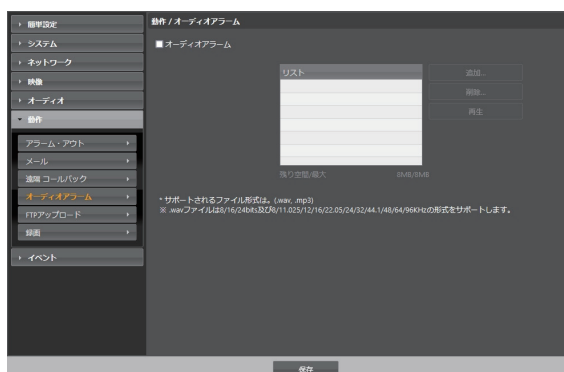 簡単設定
システム
ネットワーク
映像
オーディオ
動作
アラーム・アウト
メール
遠隔 コールバック
オーディオアラーム
FTPアップロード
録画
イベント
動作 / オーディオアラーム
オーディオアラーム
リスト
追加...
削除...
再生
残り空間/最大 8MB/8MB
* サポートされるファイル形式は。(.wav, .mp3)
※ .wavファイルは8/16/24bits及び8/11.025/12/16/22.05/24/32/44.1/48/64/96KHzの形式をサポートします。
保存